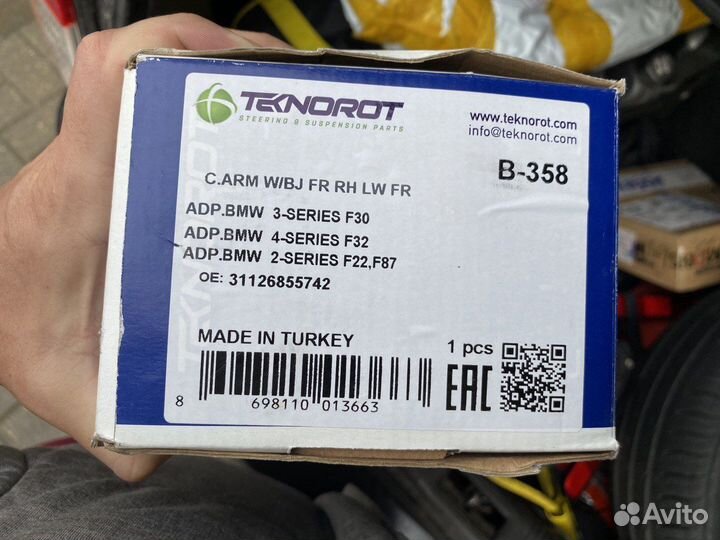 TEKNOROT
STEERING & SUSPENSION PARTS
www.teknorot.com
info@teknorot.com
B-358
C.ARM W/BJ FR RH LW FR
ADP.BMW 3-SERIES F30
ADP.BMW 4-SERIES F32
ADP.BMW 2-SERIES F22,F87
OE: 31126855742
TEKNOROT
MADE IN TURKEY
1 pcs
EAC
8 698110 013663
Avito